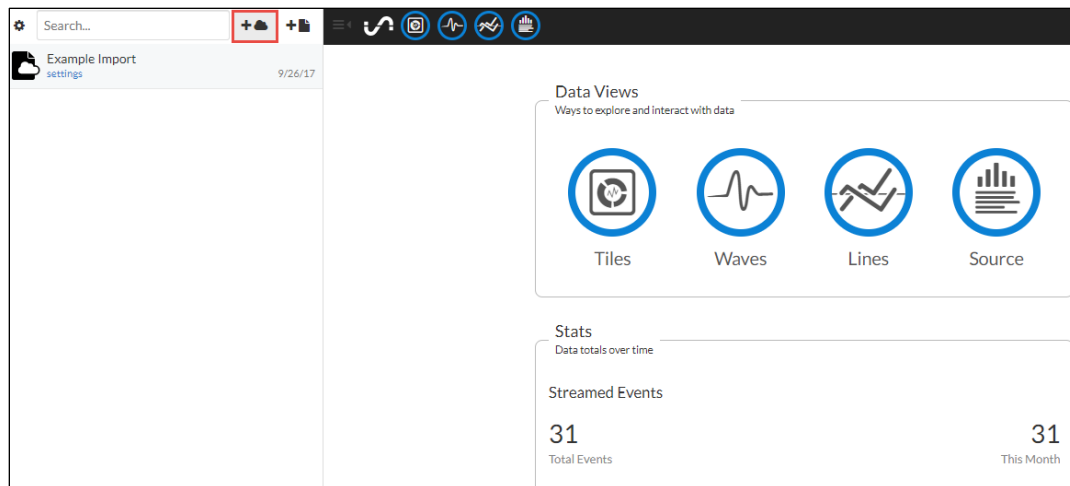 Search...
Example Import
settings
9/26/17
Data Views
Ways to explore and interact with data
Tiles
Waves
Lines
Source
Stats
Data totals over time
Streamed Events
31
31
Total Events
This Month